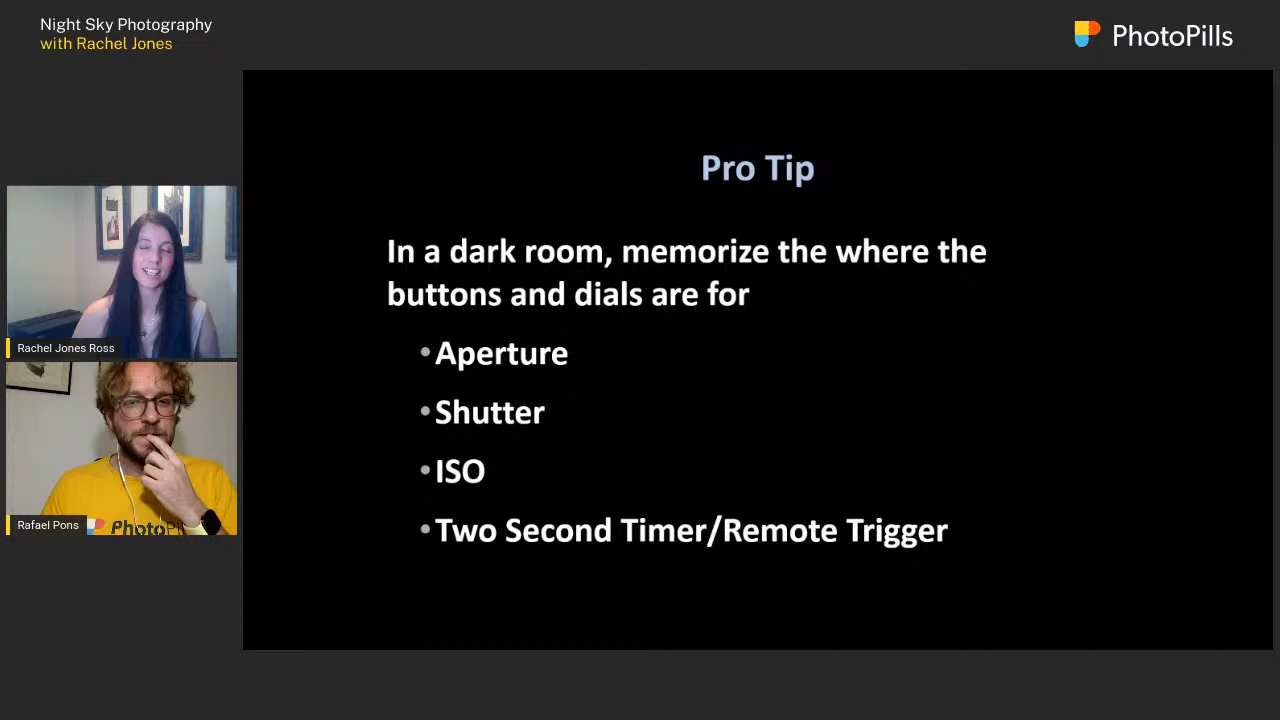 Night Sky Photography
with Rachel Jones
PhotoPills
Pro Tip
In a dark room, memorize the where the
buttons and dials are for
•Aperture
•Shutter
•ISO
•Two Second Timer/Remote Trigger
Rachel Jones Ross
Rafael Pons
PhotoPi